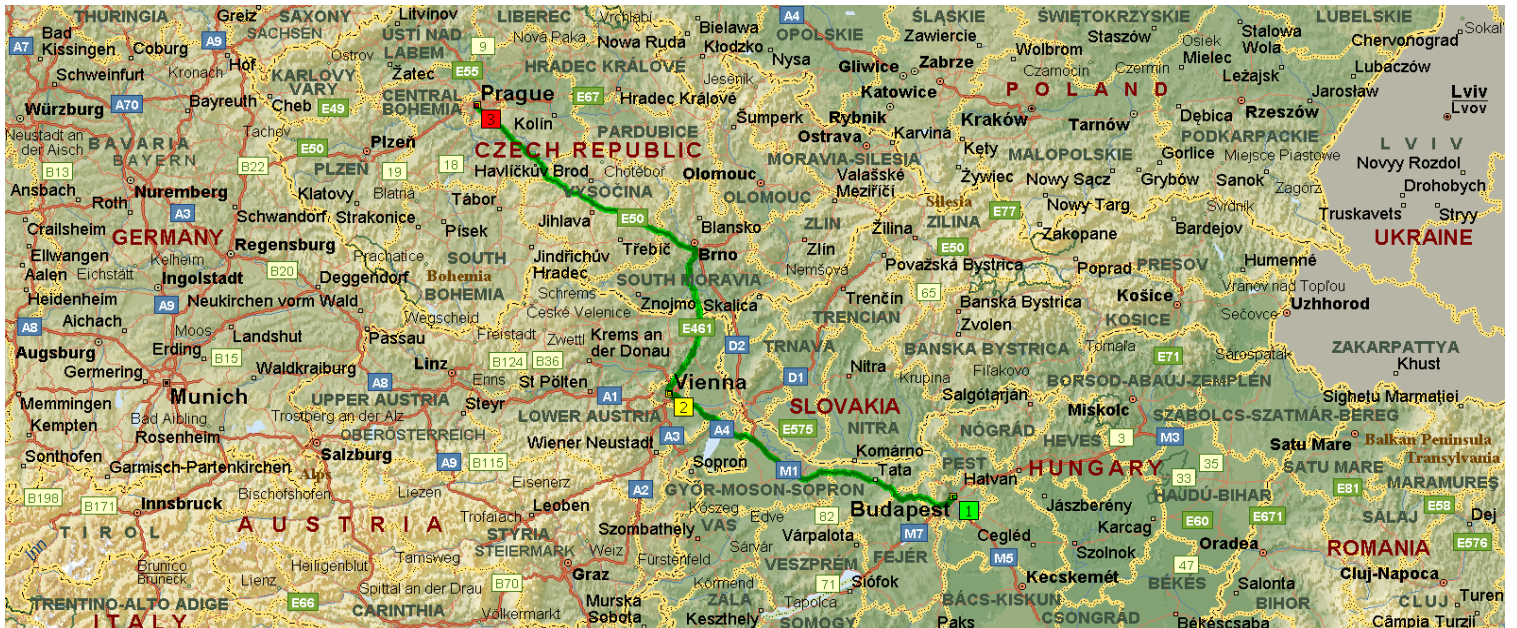 THURINGIA
Greiz
SAXONY
SACHSEN
Litvínov
LIBEREC
Vrchlabí
Bielawa
A4
OPOLSKIE
ŚLĄSKIE
ŚWIĘTOKRZYSKIE
LUBELSKIE
Sokal
Bad
Kissingen
A7
Coburg
A9
Hof
Ostrov
ÚSTÍ NAD
LABEM
9
Nova Paka
Nowa Ruda
Kłodzko
Zawiercie
Wolbrom
Staszów
Osiek
Stalowa
Wola
Chervonograd
Schweinfurt
Kronach
KARLOVY
VARY
Žatec
E55
HRADEC KRÁLOVÉ
Jeseník
Nysa
Gliwice
Zabrze
Czarnocin
Czermin
Mielec
Leżajsk
Lubaczów
Würzburg
A70
Bayreuth
Cheb
E49
CENTRAL
BOHEMIA
Prague
3
E67
Hradec Králové
Katowice
POLAND
Jarosław
Lviv
Lvov
Neustadt an
der Aisch
BAVARIA
BAYERN
Tachev
E50
Plzen
Kolín
PARDUBICE
Šumperk
Rybnik
Ostrava
Karviná
Kraków
Tarnów
Dębica
Rzeszów
PODKARPACKIE
LVIV
B13
B22
PLZEN
19
18
CZECH REPUBLIC
Havlíčkův Brod
Chotěboř
Olomouc
MORAVIA-SILESIA
Valašské
Meziříčí
Kęty
Żywiec
MALOPOLSKIE
Gorlice
Miejsce Piastowe
Novyy Rozdol
Ansbach
Nuremberg
Roth
Klatovy
Blatna
Tábor
VYSOČINA
OLOMOUC
Silesia
Nowy Sącz
Grybów
Sanok
Zagórz
Drohobych
A3
Schwandorf
Strakonice
Jihlava
E50
Blansko
ZLIN
Žilina
ZILINA
E77
Nowy Targ
Svidnik
Truskavets
Stryy
Crailsheim
GERMANY
Regensburg
Písek
Třebíč
Brno
Zlín
E50
Zakopane
Bardejov
UKRAINE
Ellwangen
Kelheim
Prachatice
SOUTH
BOHEMIA
Bohemia
Jindřichův
Hradec
SOUTH MORAVIA
Nemšova
Považská Bystrica
Poprad
PRESOV
Humenné
Aalen
Eichstätt
Ingolstadt
B20
Deggendorf
Schrems
České Velenice
Znojmo
Skalica
Trenčín
TRENCIAN
65
Banská Bystrica
Košice
KOSICE
Vranov nad Topľou
Uzhhorod
Heidenheim
A9
Neukirchen vorm Wald
Wegscheid
Freistadt
Zwettl
Krems an
der Donau
E461
D2
TRNAVA
Zvolen
Sečovce
A8
Aichach
Moos
Landshut
Passau
BANSKA BYSTRICA
Tornaľa
E71
Sarospatak
ZAKARPATTYA
Augsburg
Erding
B15
Linz
B124
B36
Nitra
Krupina
Fiľakovo
Khust
Germering
Waldkraiburg
Enns
St Pölten
A1
Vienna
2
D1
BORSOD-ABAUJ-ZEMPLEN
Munich
A8
UPPER AUSTRIA
Steyr
LOWER AUSTRIA
SLOVAKIA
Salgótarján
Miskolc
Sighetu Marmației
Memmingen
Bad Aibling
Trostberg an der Alz
OBERÖSTERREICH
A3
A4
E575
NITRA
NÓGRÁD
SZABOLCS-SZATMÁR-BEREG
Kempten
Rosenheim
Salzburg
Wiener Neustadt
HEVES
3
M3
Satu Mare
Balkan Peninsula
Transylvania
Sonthofen
Garmisch-Partenkirchen
Alps
A9
B115
Sopron
M1
Komárno
Tata
PEST
Hatvan
HUNGARY
33
35
SATU MARE
B198
B171
Innsbruck
Bischofshofen
Liezen
Eisenerz
A2
GYOR-MOSON-SOPRON
Budapest
1
Jászberény
HAJDÚ-BIHAR
E81
MARAMUREȘ
E58
Dej
TIROL
AUSTRIA
Leoben
Trofaiach
Kőszeg
Edve
82
VAS
Szombathely
M7
Cegléd
Karcag
E60
E671
SĂLAJ
Inn
Tamsweg
STYRIA
STEIERMARK
Weiz
Sárvár
Várpalota
FEJÉR
M5
Szolnok
Oradea
ROMANIA
E576
Brunico
Bruneck
Lienz
Heiligenblut
Graz
Fürstenfeld
VESZPRÉM
Siófok
Kecskemét
47
BÉKÉS
Salonta
Cluj-Napoca
TRENTINO-ALTO ADIGE
E66
Spittal an der Drau
B70
Körmend
71
Tapolca
BÁCS-KISKUN
BIHOR
CLUJ
Turen
ITALY
CARINTHIA
Völkermarkt
Murska
Sobota
ZALA
Keszthely
SOMOGY
Paks
CSONGRAD
Békéscsaba
Câmpia Turzii